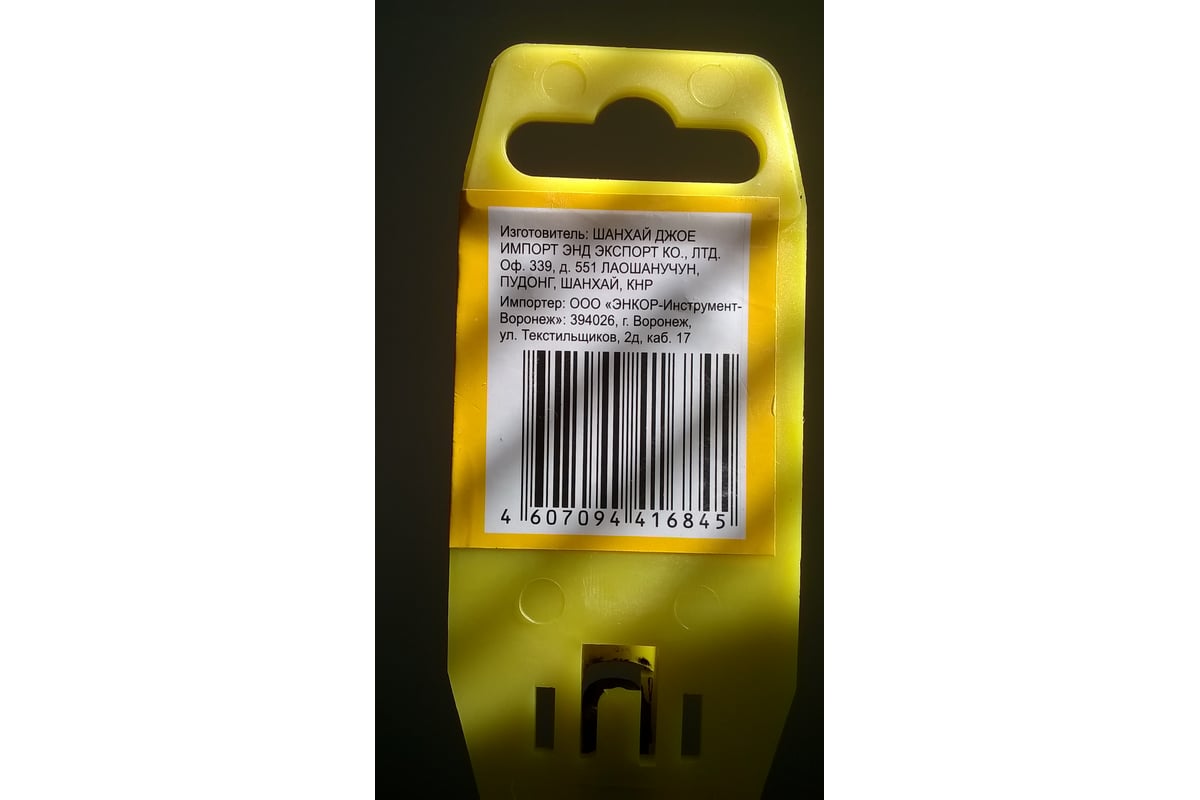 Изготовитель: ШАНХАЙ ДЖОЕ
ИМПОРТ ЭНД ЭКСПОРТ КО., ЛТД.
Оф. 339, д. 551 ЛАОШАНУЧУН,
ПУДОНГ, ШАНХАЙ, КНР
Импортер: ООО «ЭНКОР-Инструмент-
Воронеж»: 394026, г. Воронеж,
ул. Текстильщиков, 2д, каб. 17
4 607094 416845